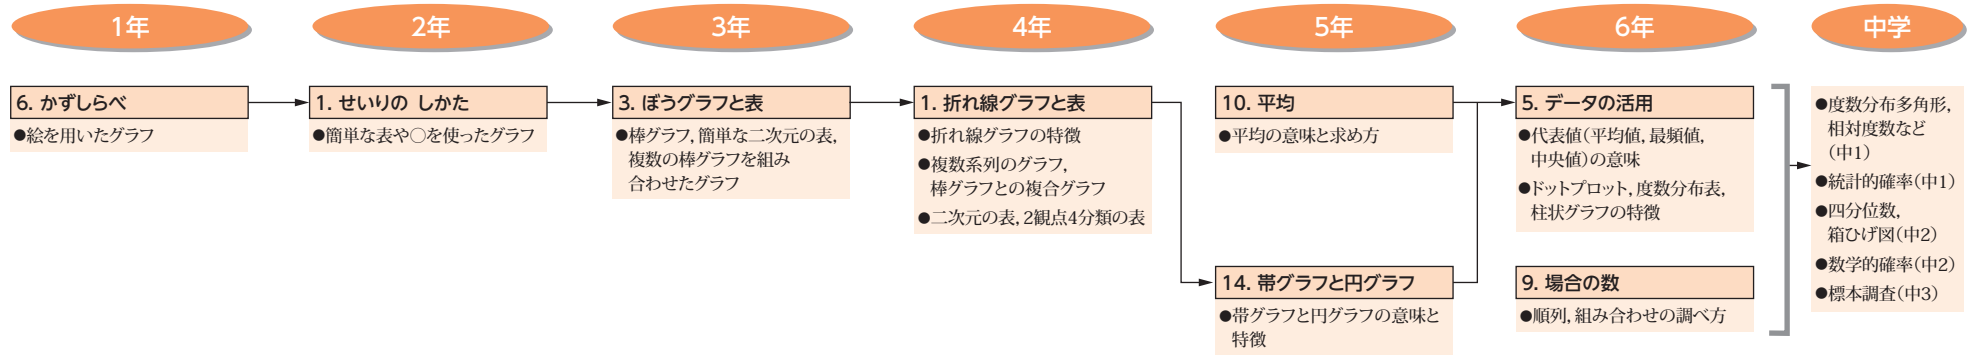 1年
2年
3年
4年
5年
6年
中学
6. かずしらべ
●絵を用いたグラフ
1. せいりの しかた
●簡単な表や○を使ったグラフ
3. ぼうグラフと表
●棒グラフ,簡単な二次元の表,
複数の棒グラフを組み
合わせたグラフ
1. 折れ線グラフと表
●折れ線グラフの特徴
●複数系列のグラフ,
棒グラフとの複合グラフ
●二次元の表,2観点4分類の表
10. 平均
●平均の意味と求め方
14. 帯グラフと円グラフ
●帯グラフと円グラフの意味と
特徴
5. データの活用
●代表値(平均値,最頻値,
中央値)の意味
●ドットプロット,度数分布表,
柱状グラフの特徴
9. 場合の数
●順列,組み合わせの調べ方
●度数分布多角形,
相対度数など
(中1)
●統計的確率(中1)
●四分位数,
箱ひげ図(中2)
●数学的確率(中2)
●標本調査(中3)